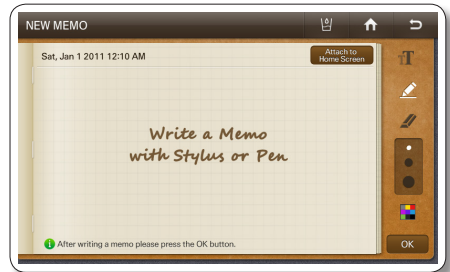 NEW MEMO
Sat, Jan 1 2011 12:10 AM
Attach to
Home Screen
T
Write a Memo
with Stylus or Pen
After writing a memo please press the OK button.
OK